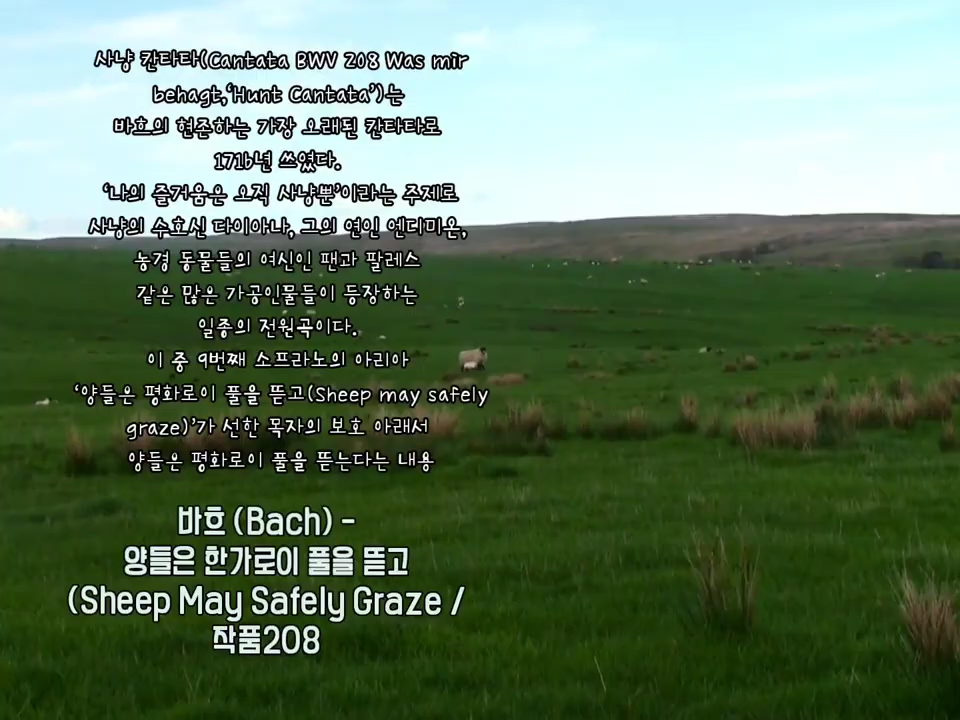 사냥 칸타타(Cantata BWV 208 Was mir
behagt,‘Hunt Cantata’)는
바흐의 현존하는 가장 오래된 칸타타로
1716년 쓰였다.
‘나의 즐거움은 오직 사냥뿐’이라는 주제로
사냥의 수호신 다이아나, 그의 연인 엔디미온,
농경 동물들의 여신인 팬과 팔레스
같은 많은 가공인물들이 등장하는
일종의 전원곡이다.
이 중 9번째 소프라노의 아리아
‘양들은 평화로이 풀을 뜯고(Sheep may safely
graze)’가 선한 목자의 보호 아래서
양들은 평화로이 풀을 뜯는다는 내용
바흐 (Bach) -
양들은 한가로이 풀을 뜯고
(Sheep May Safely Graze /
작품208